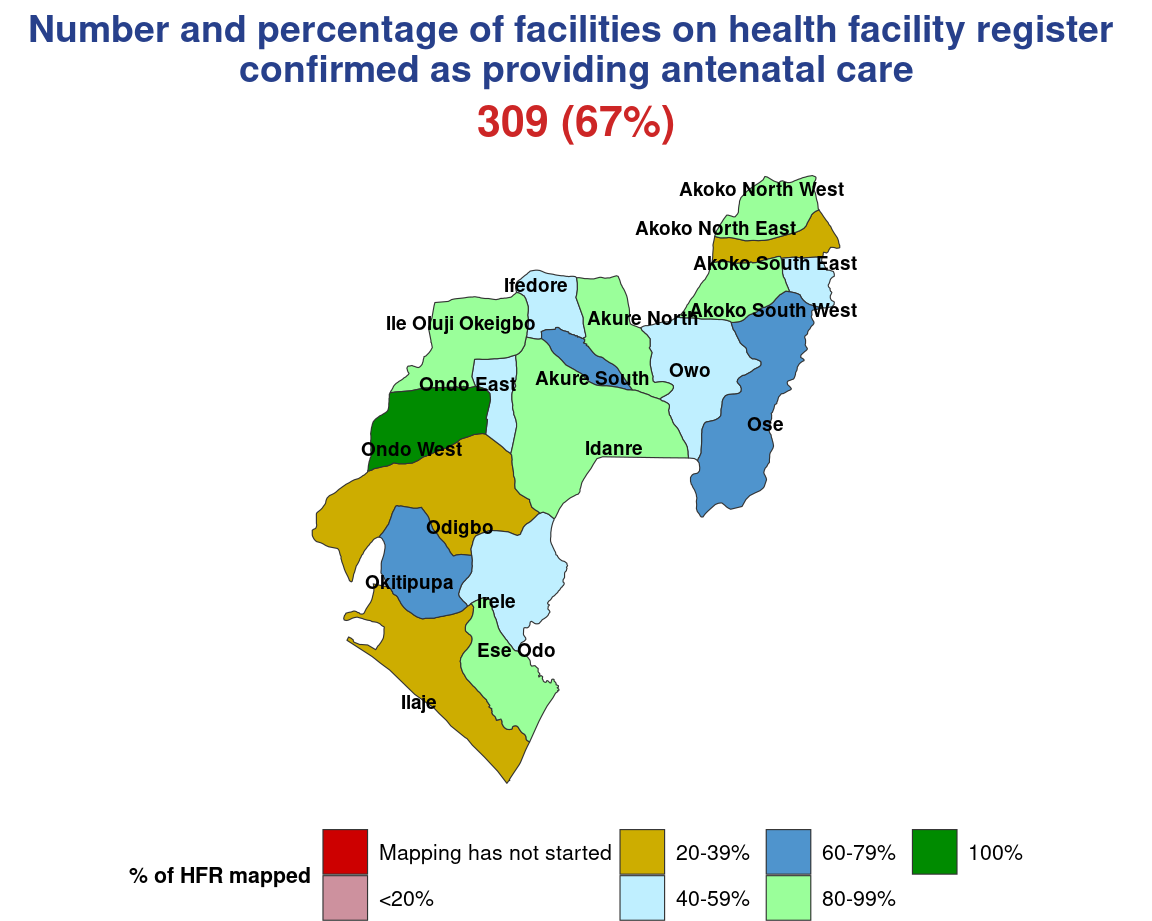 Number and percentage of facilities on health facility register
confirmed as providing antenatal care
309 (67%)
Akoko North West
Akoko North East
Akoko South East
Ifedore
Akoko South West
Akure North
Ile Oluji Okeigbo
Owo
Akure South
Ondo East
Ose
Idanre
Ondo West
Odigbo
Okitipupa
Irele
Ese Odo
Ilaje
% of HFR mapped
Mapping has not started
<20%
20-39%
40-59%
60-79%
80-99%
100%